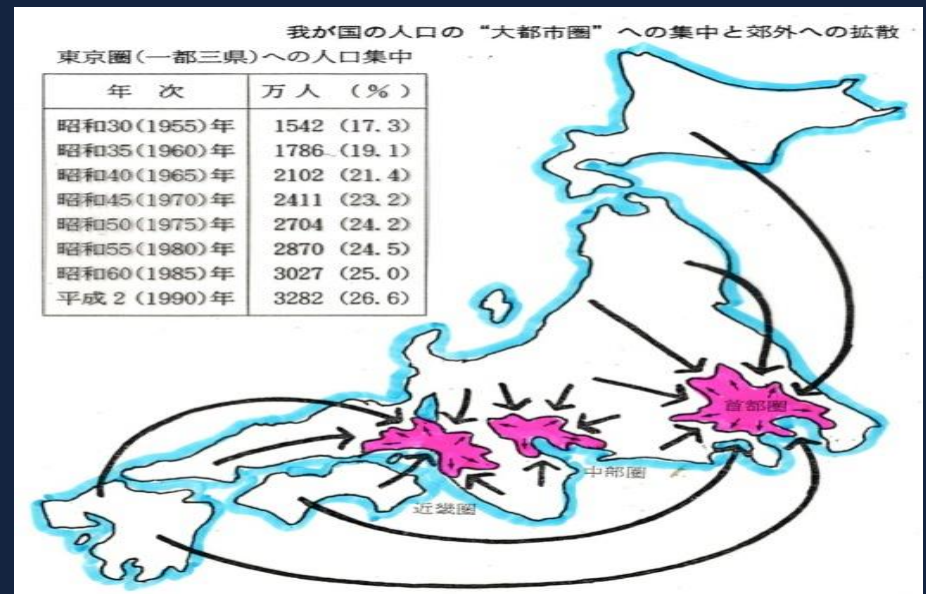 我が国の人口の“大都市圏”への集中と郊外への拡散
東京圏(一都三県)への人口集中
年 次 万人 (%)
昭和30(1955)年 1542 (17.3)
昭和35(1960)年 1786 (19.1)
昭和40(1965)年 2102 (21.4)
昭和45(1970)年 2411 (23.2)
昭和50(1975)年 2704 (24.2)
昭和55(1980)年 2870 (24.5)
昭和60(1985)年 3027 (25.0)
平成2(1990)年 3282 (26.6)
首都圏
中部圏
近畿圏